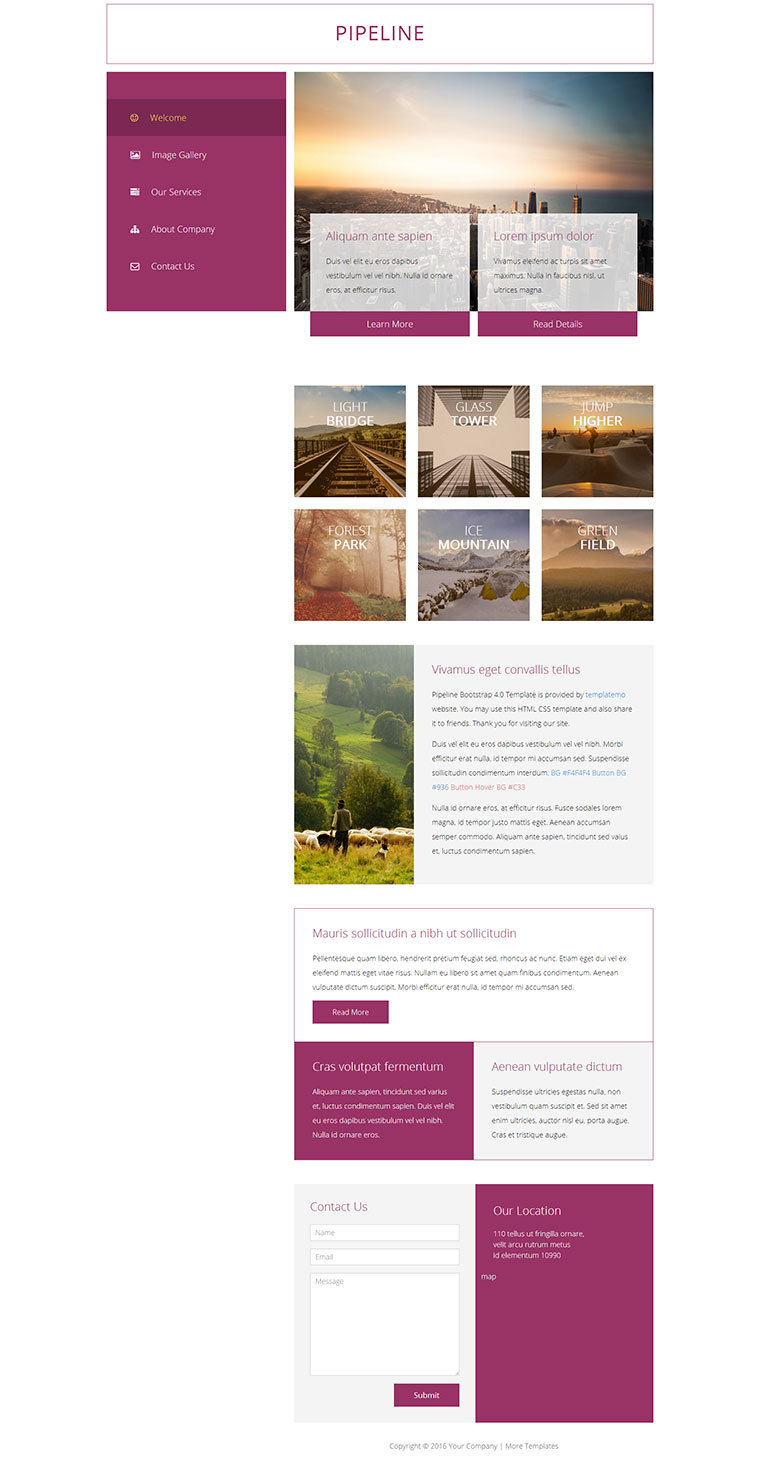 PIPELINE
Welcome
Image Gallery
Our Services
About Company
Contact Us
Aliquam ante sapien
Duis vel elit eu eros dapibus
vestibulum vel vel nibh. Nulla id ornare
eros, at efficitur risus.
Learn More
Lorem ipsum dolor
Vivamus eleifend ac turpis sit amet
maximus. Nulla in faucibus nisl, ut
ultrices magna.
Read Details
LIGHT
BRIDGE
GLASS
TOWER
JUMP
HIGHER
FOREST
PARK
ICE
MOUNTAIN
GREEN
FIELD
Vivamus eget convallis tellus
Pipeline Bootstrap 4.0 Template is provided by templatemo
website. You may use this HTML CSS template and also share
it to friends. Thank you for visiting our site.
Duis vel elit eu eros dapibus vestibulum vel vel nibh. Morbi
efficitur erat nulla, id tempor mi accumsan sed. Suspendisse
sollicitudin condimentum interdum. BG #F4F4F4 Button BG
#936 Button Hover BG #C33
Nulla id ornare eros, at efficitur risus. Fusce sodales lorem
magna, id tempor justo mattis eget. Aenean accumsan
semper commodo. Aliquam ante sapien, tincidunt sed vaius
et, luctus condimentum sapien.
Mauris sollicitudin a nibh ut sollicitudin
Pellentesque quam libero, hendrerit pretium feugiat sed, rhoncus ac nunc. Etiam eget dui vel ex
eleifend mattis eget vitae risus. Nullam eu libero sit amet quam finibus condimentum. Aenean
vulputate dictum suscipit. Morbi efficitur erat nulla, id tempor mi accumsan sed.
Read More
Cras volutpat fermentum
Aliquam ante sapien, tincidunt sed varius
et, luctus condimentum sapien. Duis vel elit
eu eros dapibus vestibulum vel vel nibh.
Nulla id ornare eros.
Aenean vulputate dictum
Suspendisse ultricies egestas nulla, non
vestibulum quam suscipit et. Sed sit amet
enim ultricies, auctor nisl eu, porta augue.
Cras et tristique augue.
Contact Us
Name
Email
Message
Submit
Our Location
110 tellus ut fringilla ornare,
velit arcu rutrum metus
id elementum 10990
map
Copyright © 2016 Your Company | More Templates